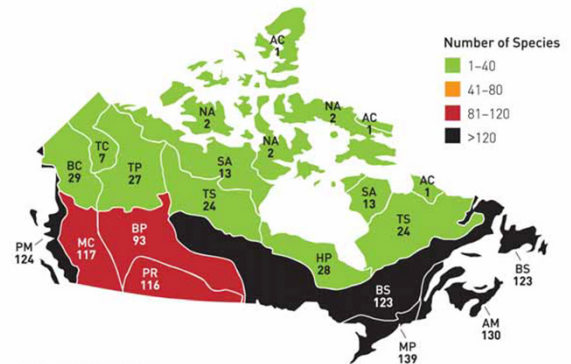 AC
1
Number of Species
1–40
41–80
81–120
>120
NA
2
NA
2
AC
1
NA
2
TC
7
BC
29
TP
27
SA
13
TS
24
SA
13
AC
1
TS
24
PM
124
MC
117
BP
93
PR
116
HP
28
BS
123
BS
123
AM
130
MP
139